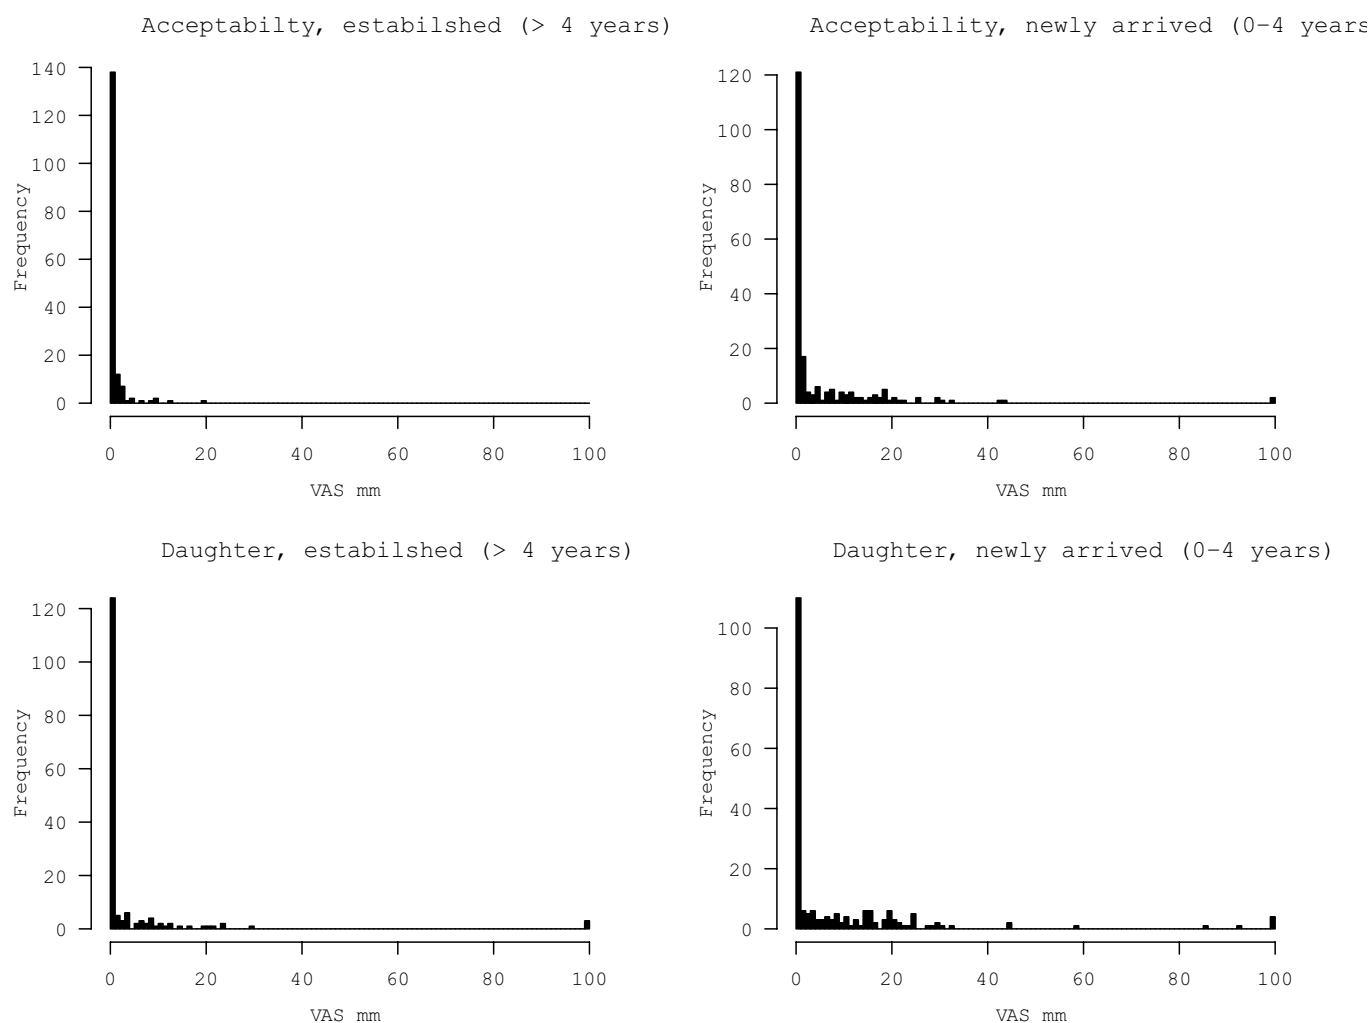 Acceptabilty, estabilshed (> 4 years)
140
120
100
80
60
40
20
0
Frequency
0 20 40 60 80 100
VAS mm
Acceptability, newly arrived (0-4 years
120
100
80
60
40
20
0
Frequency
0 20 40 60 80 100
VAS mm
Daughter, estabilshed (> 4 years)
120
100
80
60
40
20
0
Frequency
0 20 40 60 80 100
VAS mm
Daughter, newly arrived (0-4 years)
100
80
60
40
20
0
Frequency
0 20 40 60 80 100
VAS mm